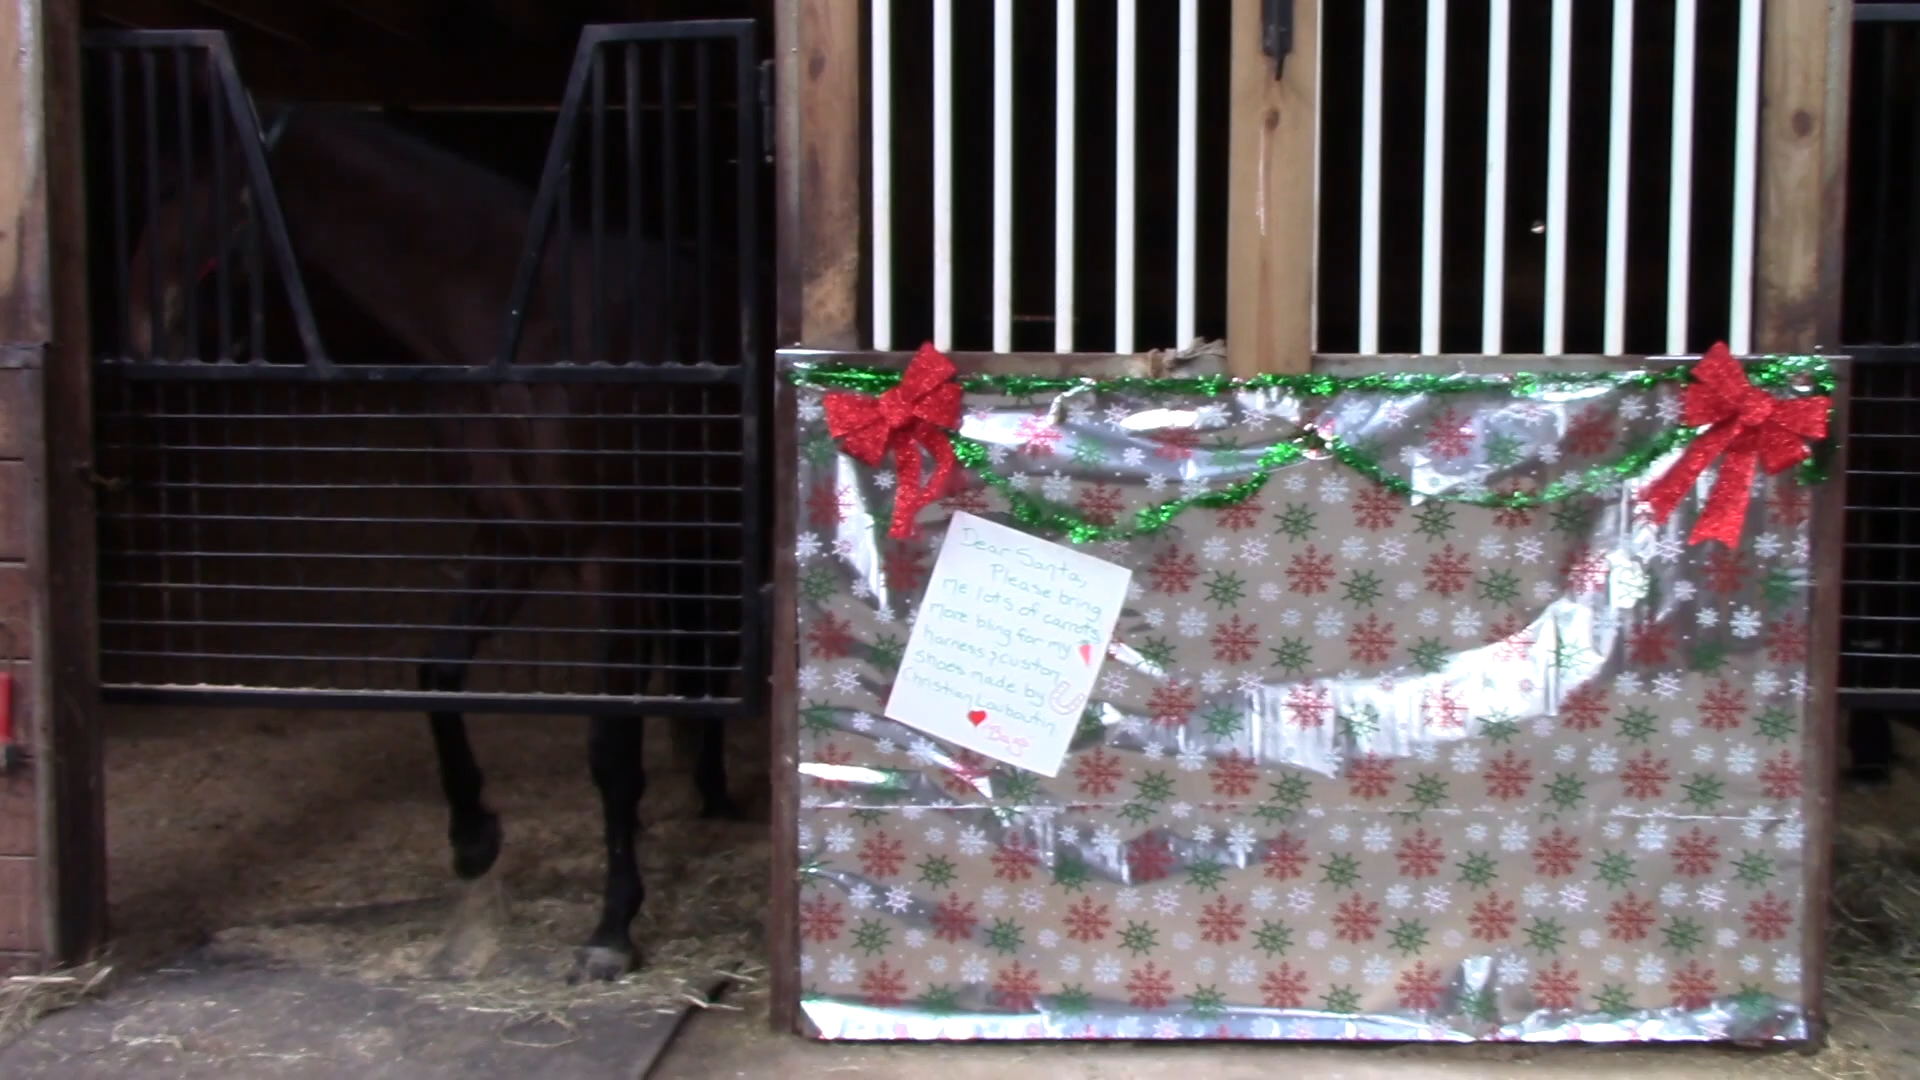 Dear Santa,
Please bring
me lots of carrots
more bling for my
harness & custom
shoes made by
Christian Louboutin